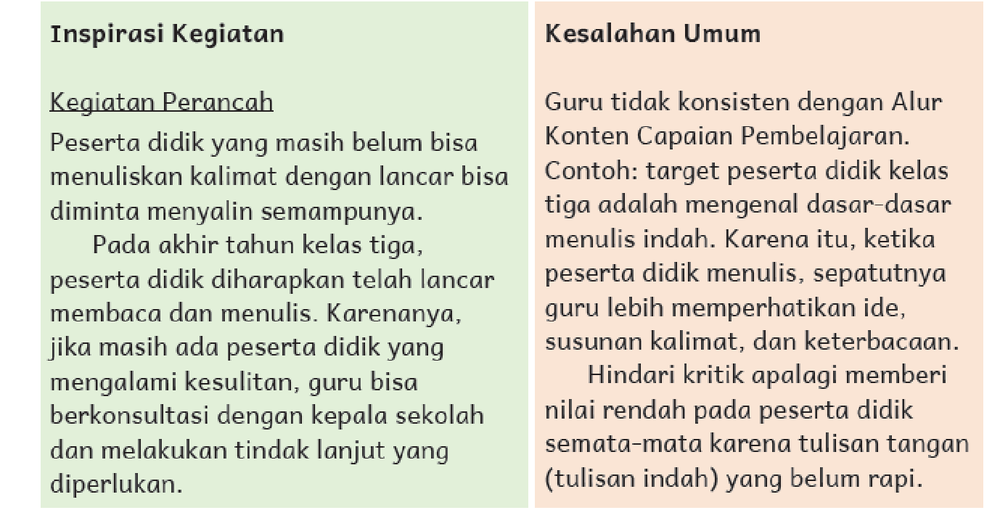 Inspirasi Kegiatan
Kegiatan Perancah
Peserta didik yang masih belum bisa
menuliskan kalimat dengan lancar bisa
diminta menyalin semampunya.
Pada akhir tahun kelas tiga,
peserta didik diharapkan telah lancar
membaca dan menulis. Karenanya,
jika masih ada peserta didik yang
mengalami kesulitan, guru bisa
berkonsultasi dengan kepala sekolah
dan melakukan tindak lanjut yang
diperlukan.
Kesalahan Umum
Guru tidak konsisten dengan Alur
Konten Capaian Pembelajaran.
Contoh: target peserta didik kelas
tiga adalah mengenal dasar-dasar
menulis indah. Karena itu, ketika
peserta didik menulis, sepatutnya
guru lebih memperhatikan ide,
susunan kalimat, dan keterbacaan.
Hindari kritik apalagi memberi
nilai rendah pada peserta didik
semata-mata karena tulisan tangan
(tulisan indah) yang belum rapi.